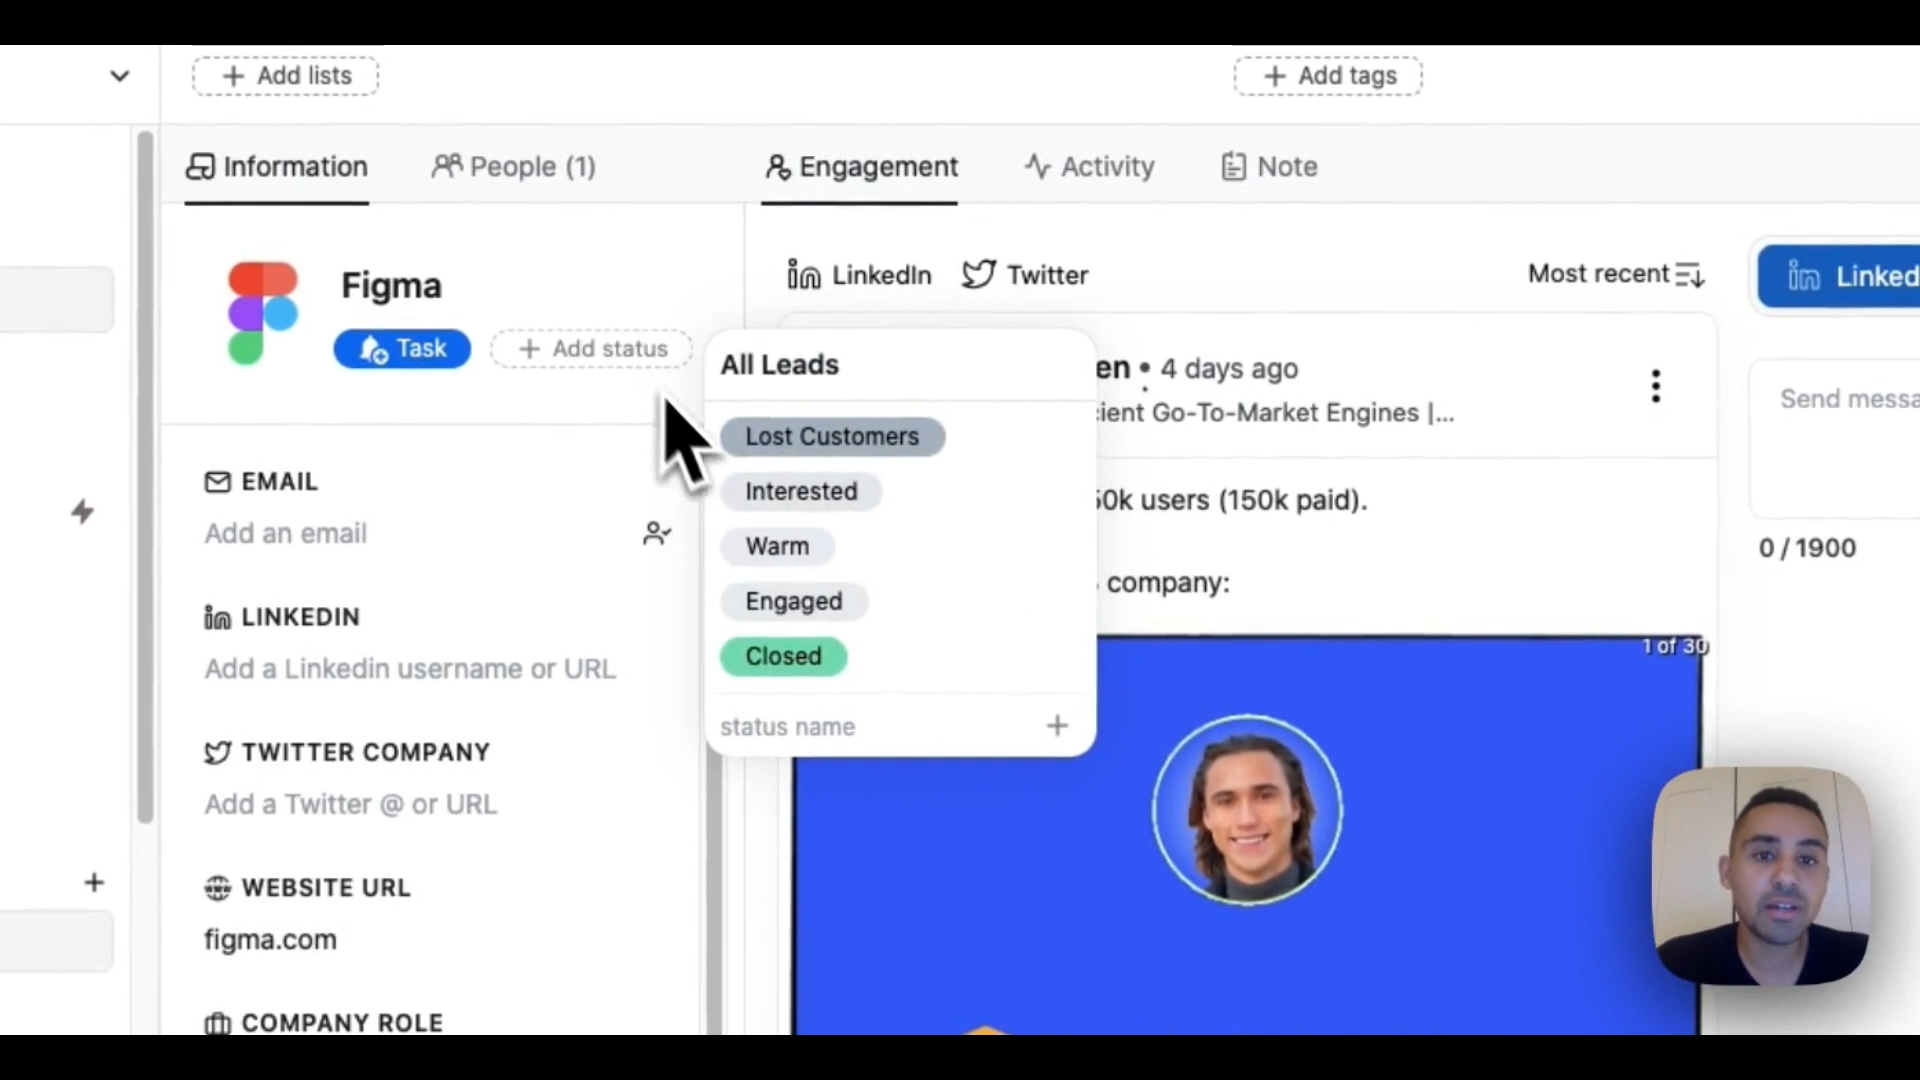 Add lists
Add tags
Information
People (1)
Engagement
Activity
Note
Figma
Task
Add status
LinkedIn
Twitter
Most recent
Linked
All Leads
Lost Customers
Interested
Warm
Engaged
Closed
status name
en • 4 days ago
Go-To-Market Engines |...
users (150k paid).
company:
1 of 30
Send
0 / 1900
EMAIL
Add an email
LINKEDIN
Add a Linkedin username or URL
TWITTER COMPANY
Add a Twitter @ or URL
WEBSITE URL
figma.com
COMPANY ROLE